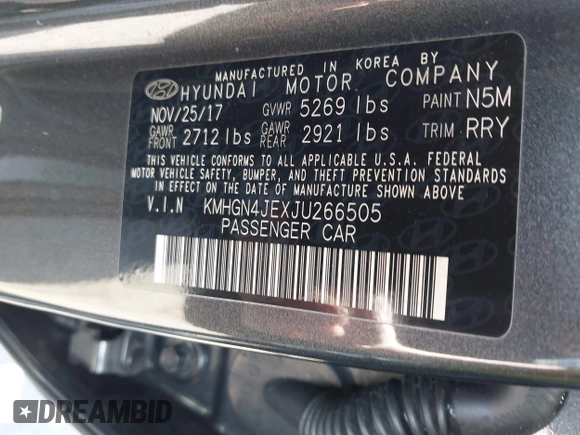 MANUFACTURED IN KOREA BY
HYUNDAI MOTOR COMPANY
NOV/25/17 GVWR 5269 lbs PAINT N5M
GAWR FRONT 2712 lbs GAWR REAR 2921 lbs TRIM RRY
THIS VEHICLE CONFORMS TO ALL APPLICABLE U.S.A. FEDERAL
MOTOR VEHICLE SAFETY, BUMPER, AND THEFT PREVENTION STANDARDS
IN EFFECT ON THE DATE OF MANUFACTURE SHOWN ABOVE
V.I.N KMHGN4JEXJU266505
PASSENGER CAR
DREAMBID